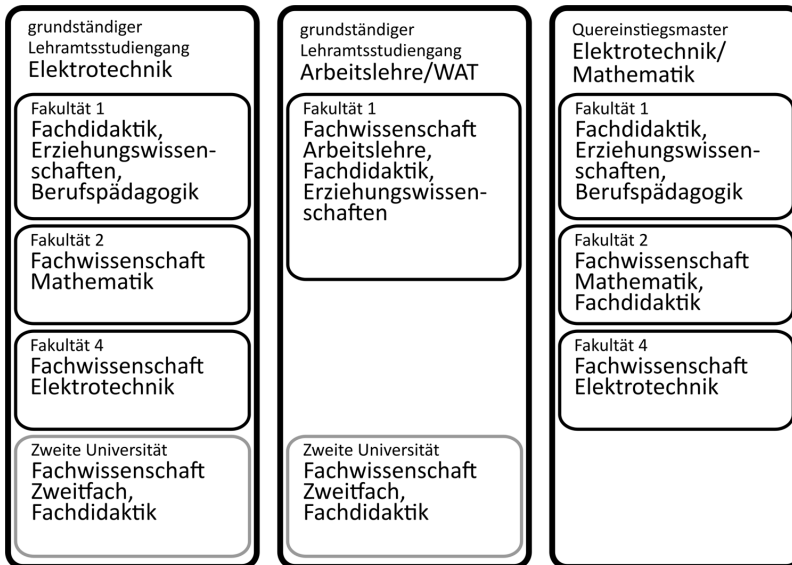 grundständiger
Lehramtsstudiengang
Elektrotechnik
Fakultät 1
Fachdidaktik,
Erziehungswissen-
schaften,
Berufspädagogik
Fakultät 2
Fachwissenschaft
Mathematik
Fakultät 4
Fachwissenschaft
Elektrotechnik
Zweite Universität
Fachwissenschaft
Zweitfach,
Fachdidaktik
grundständiger
Lehramtsstudiengang
Arbeitslehre/WAT
Fakultät 1
Fachwissenschaft
Arbeitslehre,
Fachdidaktik,
Erziehungswissen-
schaften
Zweite Universität
Fachwissenschaft
Zweitfach,
Fachdidaktik
Quereinstiegsmaster
Elektrotechnik/
Mathematik
Fakultät 1
Fachdidaktik,
Erziehungswissen-
schaften,
Berufspädagogik
Fakultät 2
Fachwissenschaft
Mathematik,
Fachdidaktik
Fakultät 4
Fachwissenschaft
Elektrotechnik